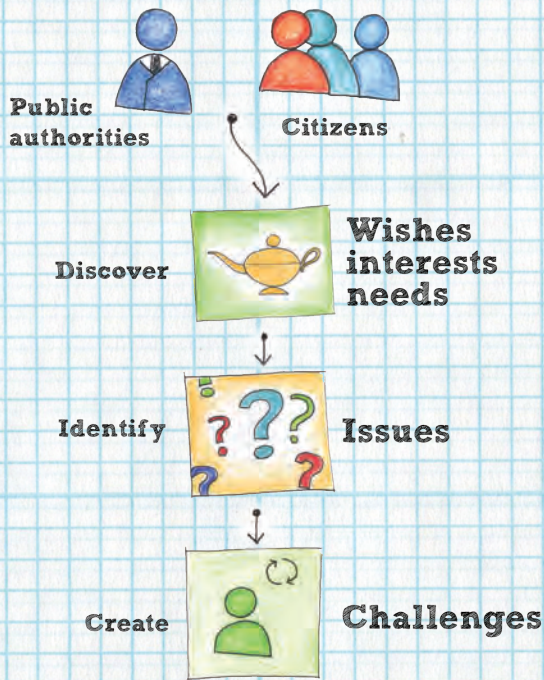 Public
authorities
Citizens
Discover
Wishes
interests
needs
Identify
Issues
Create
Challenges